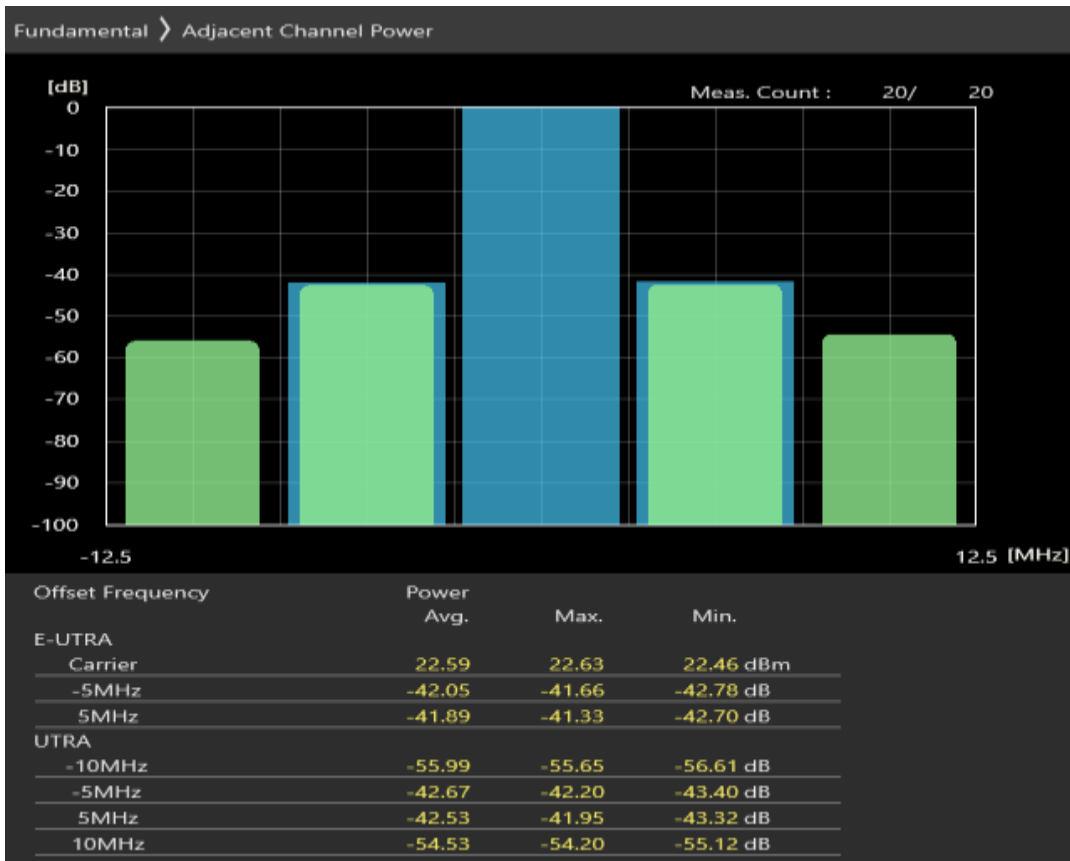 Fundamental ❯ Adjacent Channel Power
[dB]
Meas. Count : 20/ 20
0
-10
-20
-30
-40
-50
-60
-70
-80
-90
-100
-12.5 12.5 [MHz]
Offset Frequency Power
Avg. Max. Min.
E-UTRA
Carrier 22.59 22.63 22.46 dBm
-5MHz -42.05 -41.66 -42.78 dB
5MHz -41.89 -41.33 -42.70 dB
UTRA
-10MHz -55.99 -55.65 -56.61 dB
-5MHz -42.67 -42.20 -43.40 dB
5MHz -42.53 -41.95 -43.32 dB
10MHz -54.53 -54.20 -55.12 dB